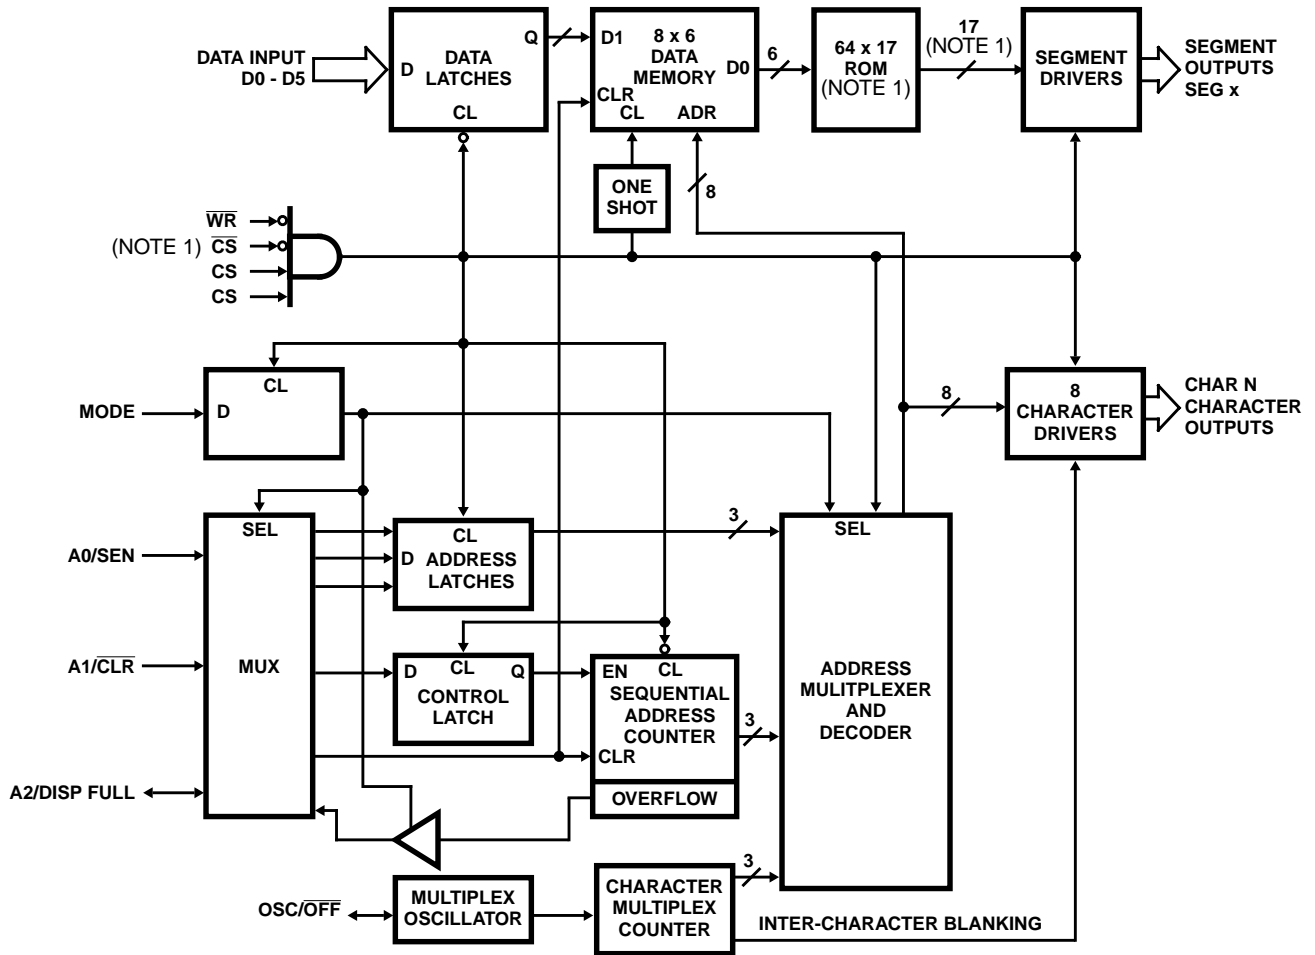 DATA INPUT
D0 - D5
D
DATA
LATCHES
Q
CL
D1
8 x 6
DATA
MEMORY
D0
CLR
CL
ADR
6
64 x 17
ROM
(NOTE 1)
17
(NOTE 1)
SEGMENT
DRIVERS
SEGMENT
OUTPUTS
SEG x
ONE
SHOT
8
WR
(NOTE 1) CS
CS
CS
MODE
D
CL
8
8
CHARACTER
DRIVERS
CHAR N
CHARACTER
OUTPUTS
A0/SEN
A1/CLR
A2/DISP FULL
SEL
MUX
CL
D
ADDRESS
LATCHES
3
D
CL
Q
CONTROL
LATCH
EN
CL
SEQUENTIAL
ADDRESS
COUNTER
CLR
OVERFLOW
3
SEL
ADDRESS
MULITPLEXER
AND
DECODER
OSC/OFF
MULTIPLEX
OSCILLATOR
CHARACTER
MULTIPLEX
COUNTER
3
INTER-CHARACTER BLANKING